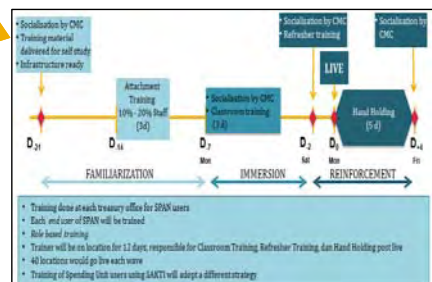 • Socialisation by CMC
• Training material
delivered for self study
• Infrastructure ready
• Socialisation by CMC
• Refresher training
• Socialisation by
CMC
LIVE
Attachment
Training
10% - 20% Staff
(3d)
• Socialisation by CMC
• Classroom training
(3 d)
Hand Holding
(5 d)
D-21
D-14
D-7
Mon
D-2
Sat
D0
Mon
D+4
Fri
FAMILIARIZATION
IMMERSION
REINFORCEMENT
• Training done at each treasury office for SPAN users
• Each end user of SPAN will be trained
• Role based training
• Trainer will be on location for 12 days, responsible for Classroom Training, Refresher Training, dan Hand Holding post live
• 40 locations would go live each wave
• Training of Spending Unit users using SAKTI will adopt a different strategy